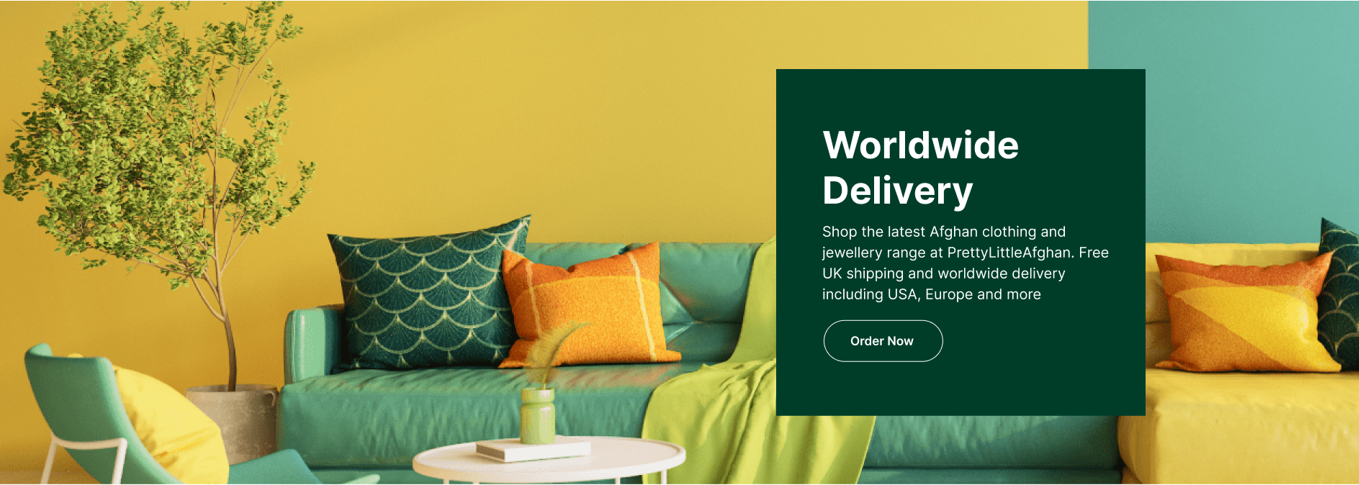 Worldwide
Delivery
Shop the latest Afghan clothing and
jewellery range at PrettyLittleAfghan. Free
UK shipping and worldwide delivery
including USA, Europe and more
Order Now